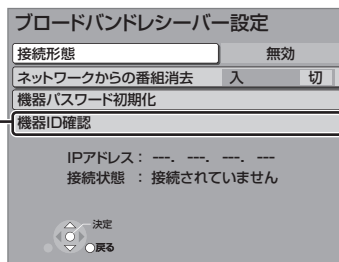 ブロードバンドレシーバー設定
接続形態 無効
ネットワークからの番組消去 入 切
機器パスワード初期化
機器ID確認
IPアドレス： ---. ---. ---. ---
接続状態 ： 接続されていません
決定
戻る